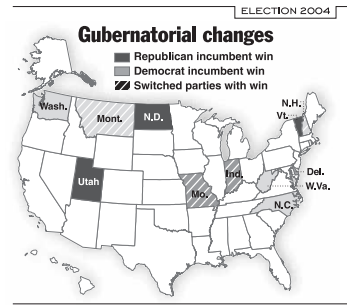 ELECTION 2004
Gubernatorial changes
Republican incumbent win
Democrat incumbent win
Switched parties with win
Wash.
Mont.
N.D.
N.H.
Vt.
Utah
Mo.
Ind.
Del.
W.Va.
N.C.